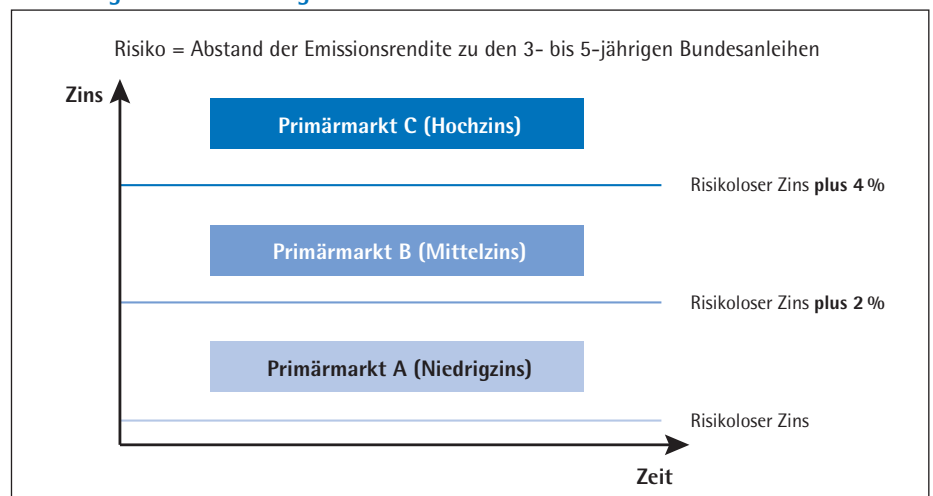 Risiko = Abstand der Emissionsrendite zu den 3- bis 5-jährigen Bundesanleihen
Zins
Primärmarkt C (Hochzins)
Risikoloser Zins plus 4 %
Primärmarkt B (Mittelzins)
Risikoloser Zins plus 2 %
Primärmarkt A (Niedrigzins)
Risikoloser Zins
Zeit